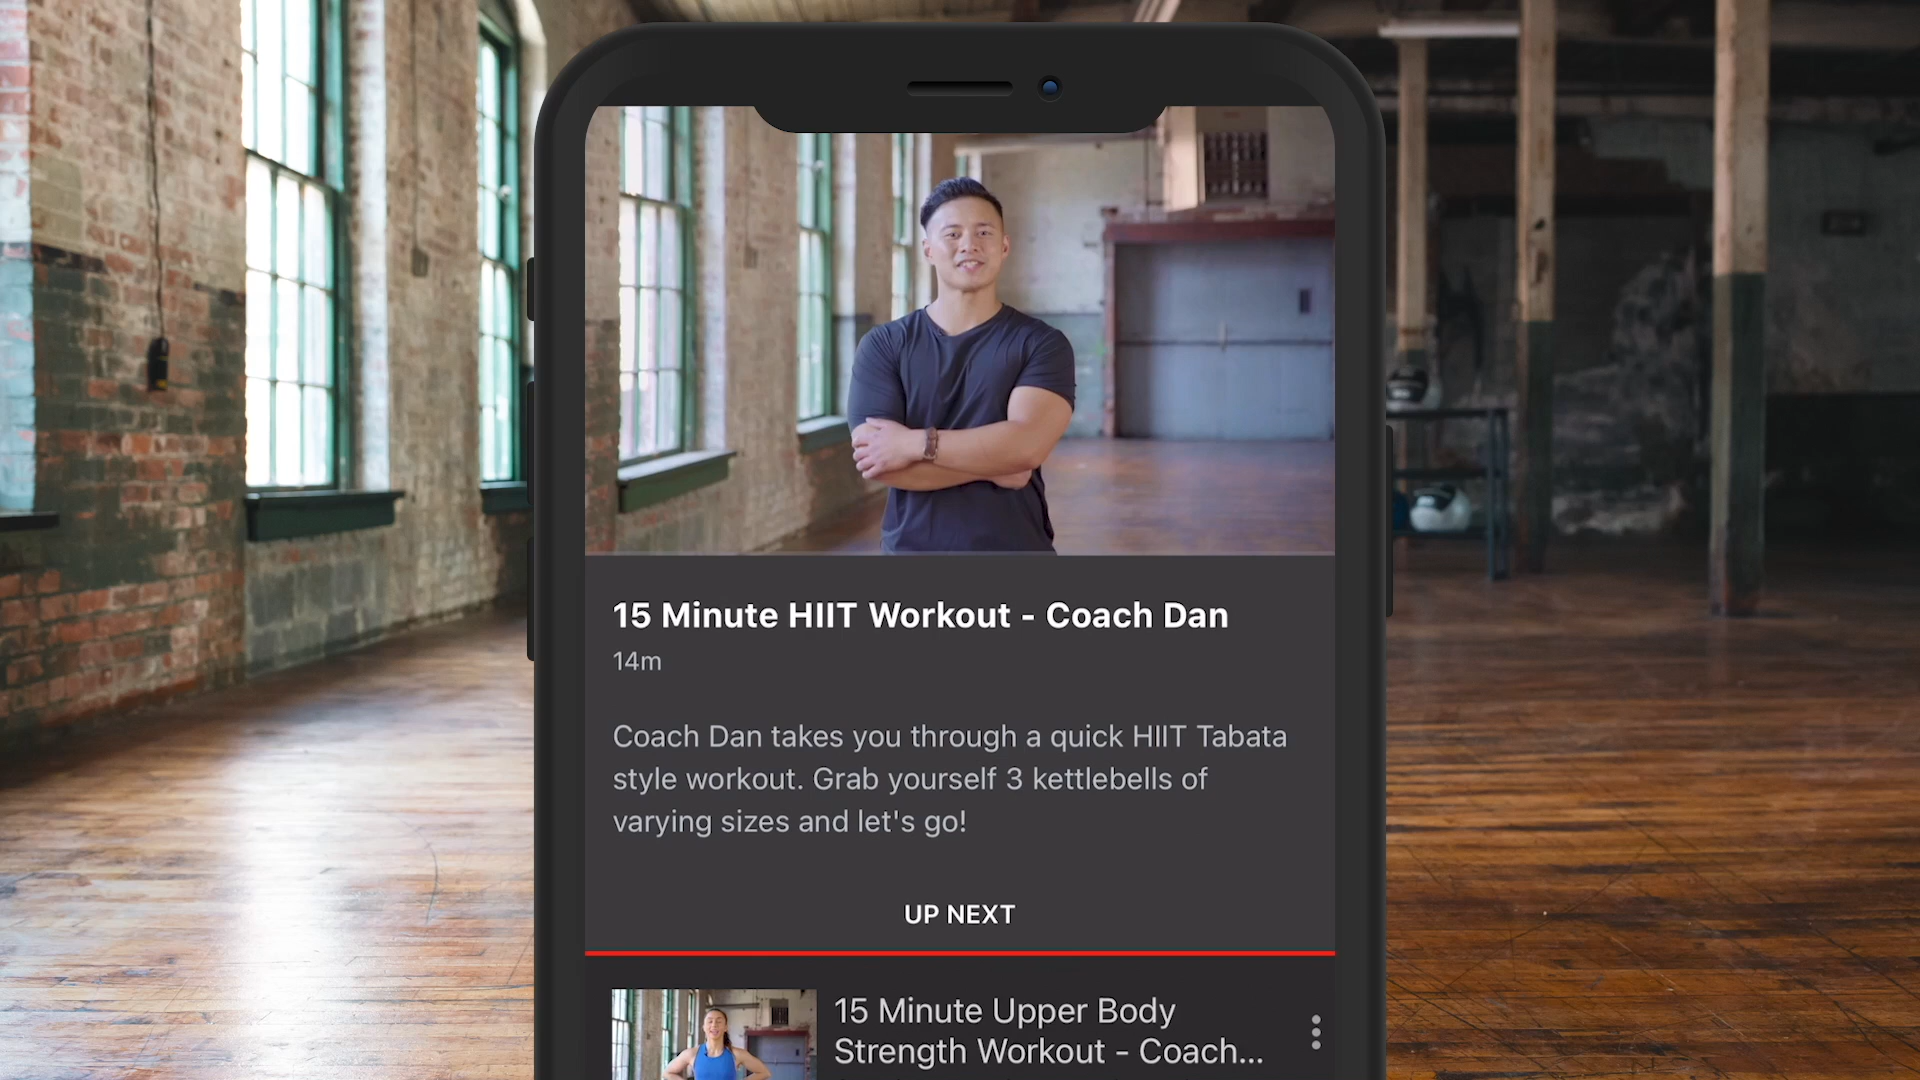 15 Minute HIIT Workout - Coach Dan
14m
Coach Dan takes you through a quick HIIT Tabata
style workout. Grab yourself 3 kettlebells of
varying sizes and let's go!
UP NEXT
15 Minute Upper Body
Strength Workout - Coach...